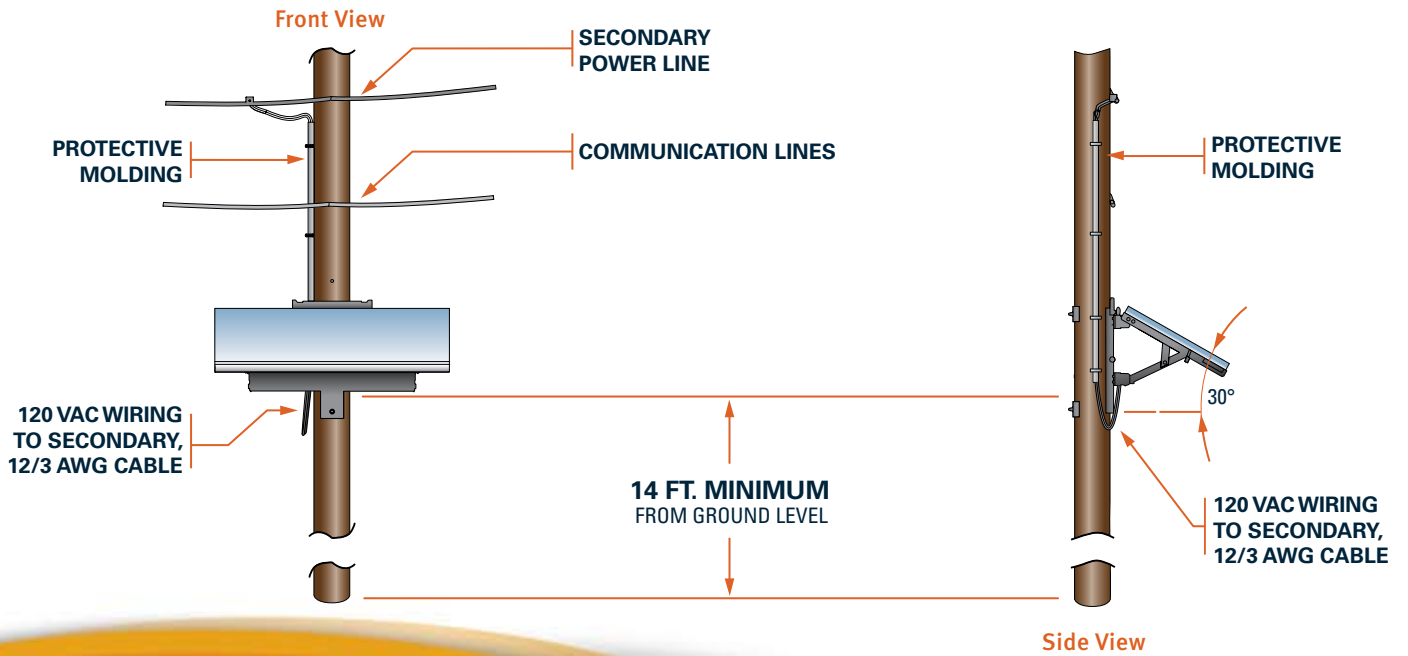 Front View
SECONDARY
POWER LINE
PROTECTIVE
MOLDING
COMMUNICATION LINES
120 VAC WIRING
TO SECONDARY,
12/3 AWG CABLE
14 FT. MINIMUM
FROM GROUND LEVEL
PROTECTIVE
MOLDING
30°
120 VAC WIRING
TO SECONDARY,
12/3 AWG CABLE
Side View